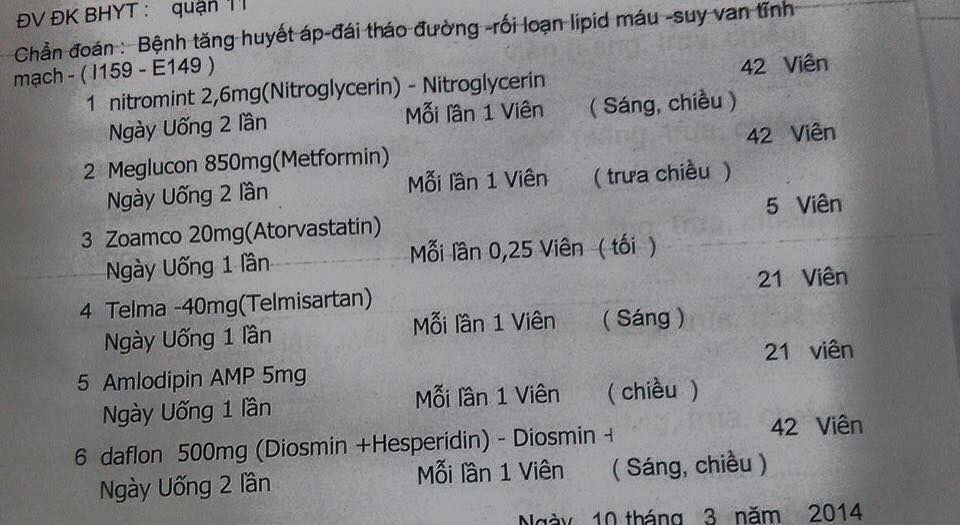 ĐV ĐK BHYT : quận 11
Chẩn đoán : Bệnh tăng huyết áp-đái tháo đường -rối loạn lipid máu -suy van tĩnh
mạch - ( I159 - E149 )
1 nitromint 2,6mg(Nitroglycerin) - Nitroglycerin 42 Viên
Ngày Uống 2 lần Mỗi lần 1 Viên ( Sáng, chiều )
2 Meglucon 850mg(Metformin) 42 Viên
Ngày Uống 2 lần Mỗi lần 1 Viên ( trưa chiều )
3 Zoamco 20mg(Atorvastatin) 5 Viên
Ngày Uống 1 lần Mỗi lần 0,25 Viên ( tối )
4 Telma -40mg(Telmisartan) 21 Viên
Ngày Uống 1 lần Mỗi lần 1 Viên ( Sáng )
5 Amlodipin AMP 5mg 21 viên
Ngày Uống 1 lần Mỗi lần 1 Viên ( chiều )
6 daflon 500mg (Diosmin +Hesperidin) - Diosmin + 42 Viên
Ngày Uống 2 lần Mỗi lần 1 Viên ( Sáng, chiều )
Ngày 10 tháng 3 năm 2014